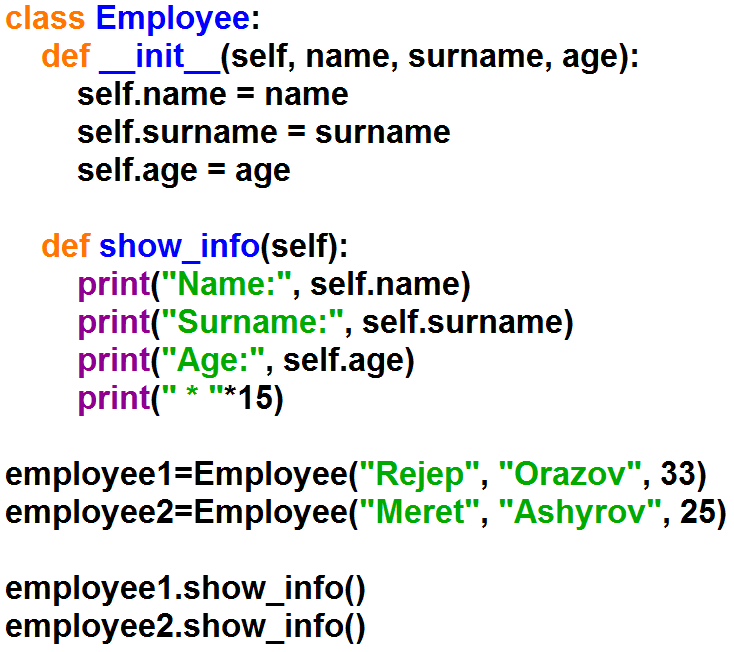 class Employee:
    def __init__(self, name, surname, age):
        self.name = name
        self.surname = surname
        self.age = age

    def show_info(self):
        print("Name:", self.name)
        print("Surname:", self.surname)
        print("Age:", self.age)
        print(" * "*15)

employee1=Employee("Rejep", "Orazov", 33)
employee2=Employee("Meret", "Ashyrov", 25)

employee1.show_info()
employee2.show_info()